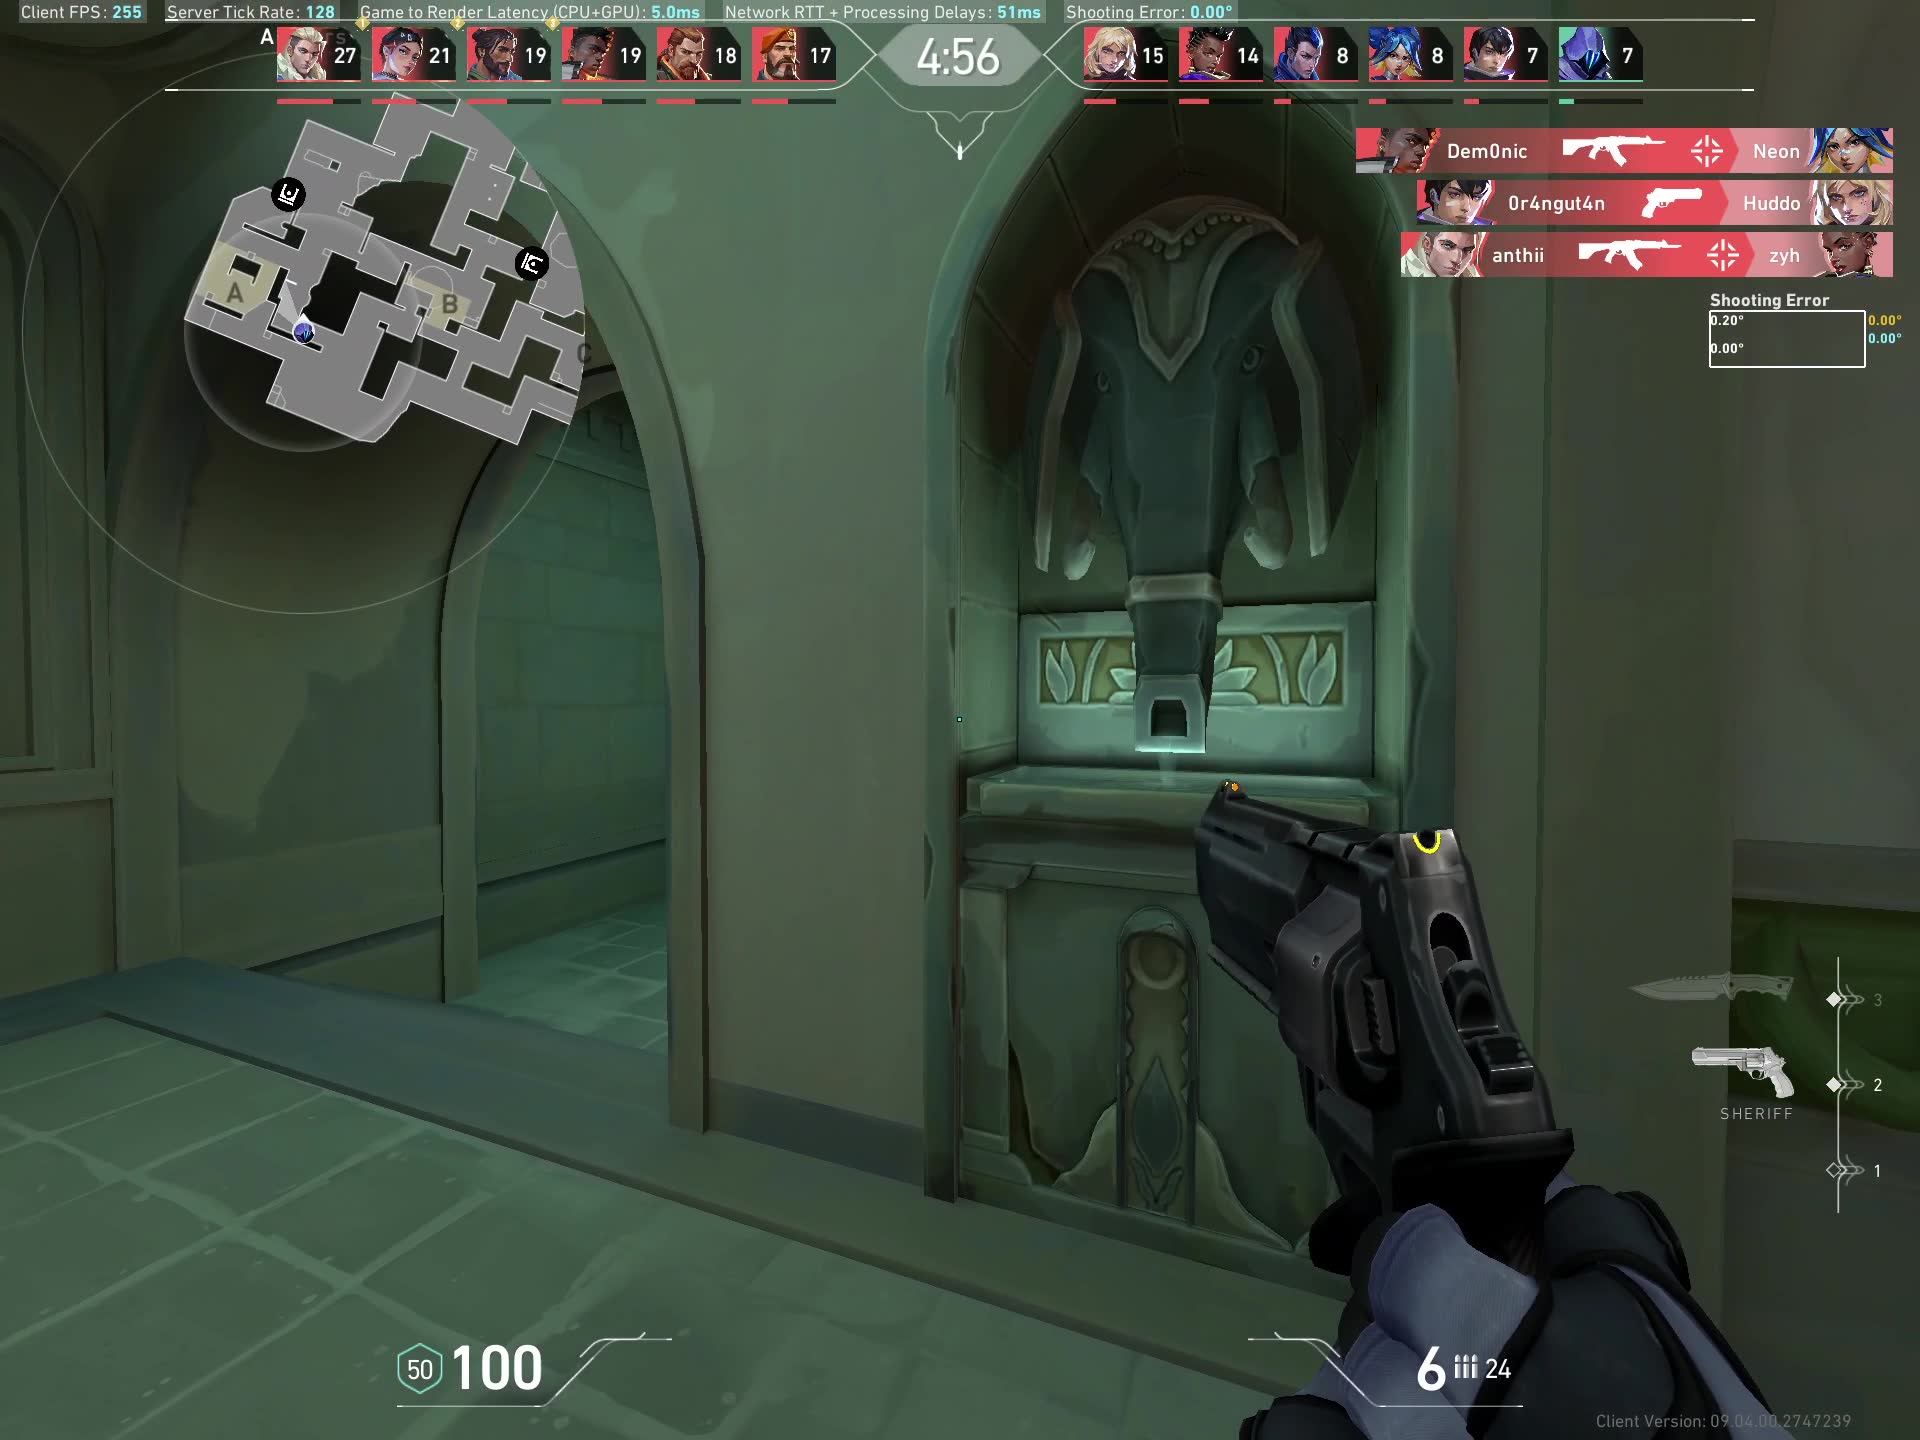 Client FPS: 255 Server Tick Rate: 128 Game to Render Latency (CPU+GPU): 5.0ms Network RTT + Processing Delays: 51ms Shooting Error: 0.00°
A
27 21 19 19 18 17 4:56 15 14 8 8 7 7
Dem0nic Neon
0r4ngut4n Huddo
anthii zyh
A B C
Shooting Error
0.20° 0.00°
0.00° 0.00°
3
2
SHERIFF
1
50 100
6 24
Client Version: 09.04.00.2747239